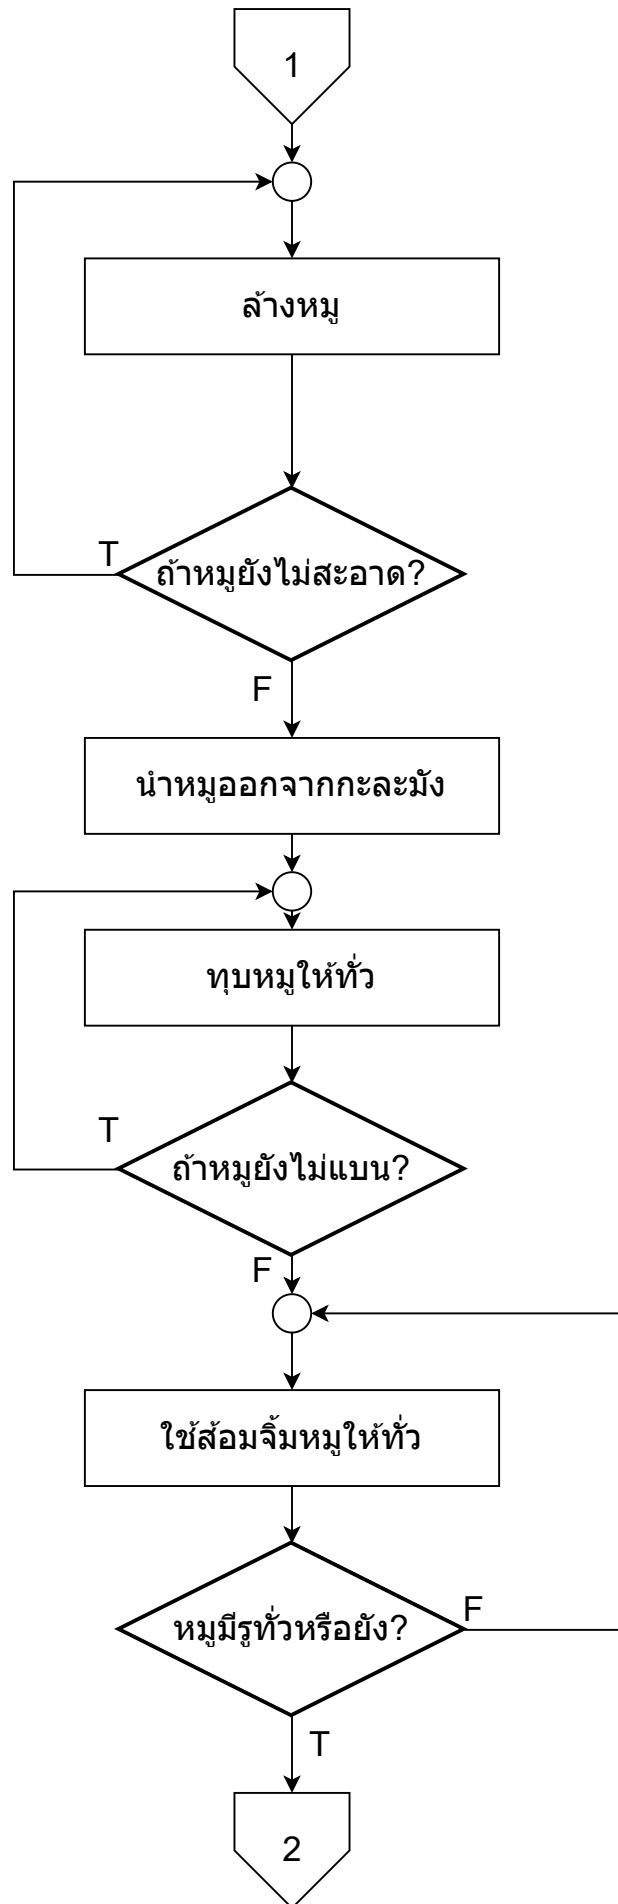 1
ล้างหมู
T
ถ้าหมูยังไม่สะอาด?
F
นำหมูออกจากกะละมัง
ทุบหมูให้ทั่ว
T
ถ้าหมูยังไม่แบน?
F
ใช้ส้อมจิ้มหมูให้ทั่ว
หมูมีรูทั่วหรือยัง?
F
T
2